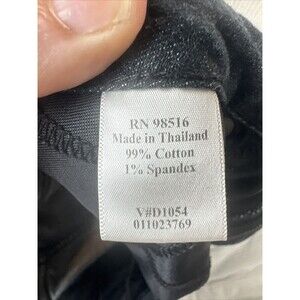 RN 98516
Made in Thailand
99% Cotton
1% Spandex
V#D1054
011023769